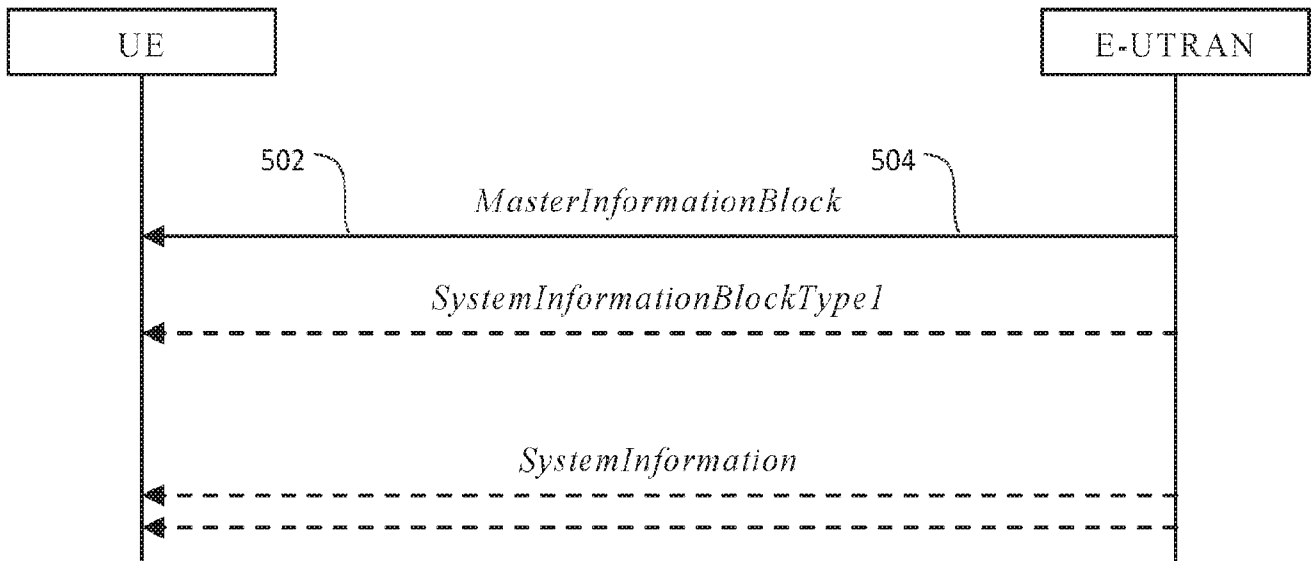 UE
E-UTRAN
502
504
MasterInformationBlock
SystemInformationBlockType1
SystemInformation